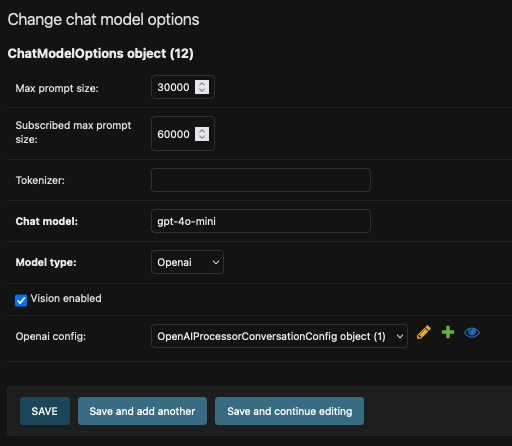 Change chat model options
ChatModelOptions object (12)
Max prompt size:
30000
Subscribed max prompt
size:
60000
Tokenizer:
Chat model:
gpt-4o-mini
Model type:
Openai
Vision enabled
Openai config:
OpenAIProcessorConversationConfig object (1)
SAVE
Save and add another
Save and continue editing